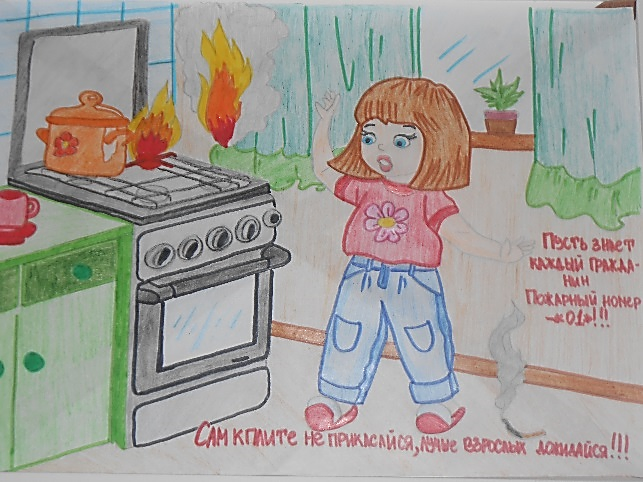 Пусть знает
каждый гражда-
нин
Пожарный номер
-«01»!!!
Сам к плите не прикасайся, лучше взрослых дожидайся!!!